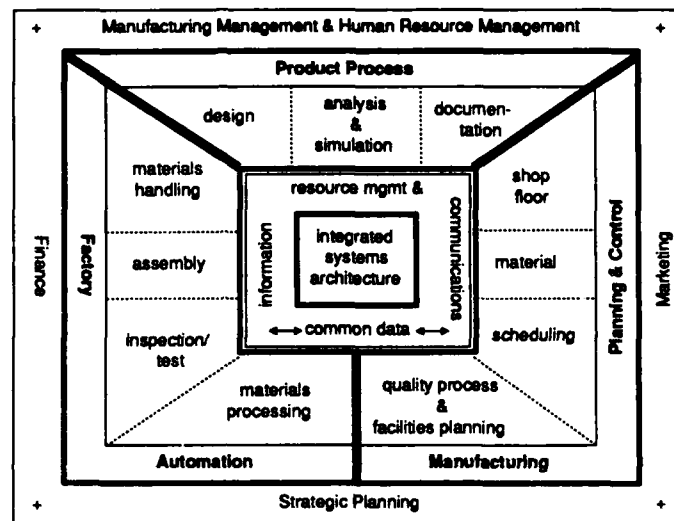 Manufacturing Management & Human Resource Management
Product Process
design
analysis
&
simulation
documen-
tation
materials
handling
resource mgmt &
shop
floor
Finance
Factory
assembly
information
integrated
systems
architecture
communications
material
Planning & Control
Marketing
inspection/
test
common data
scheduling
materials
processing
quality process
&
facilities planning
Automation
Manufacturing
Strategic Planning